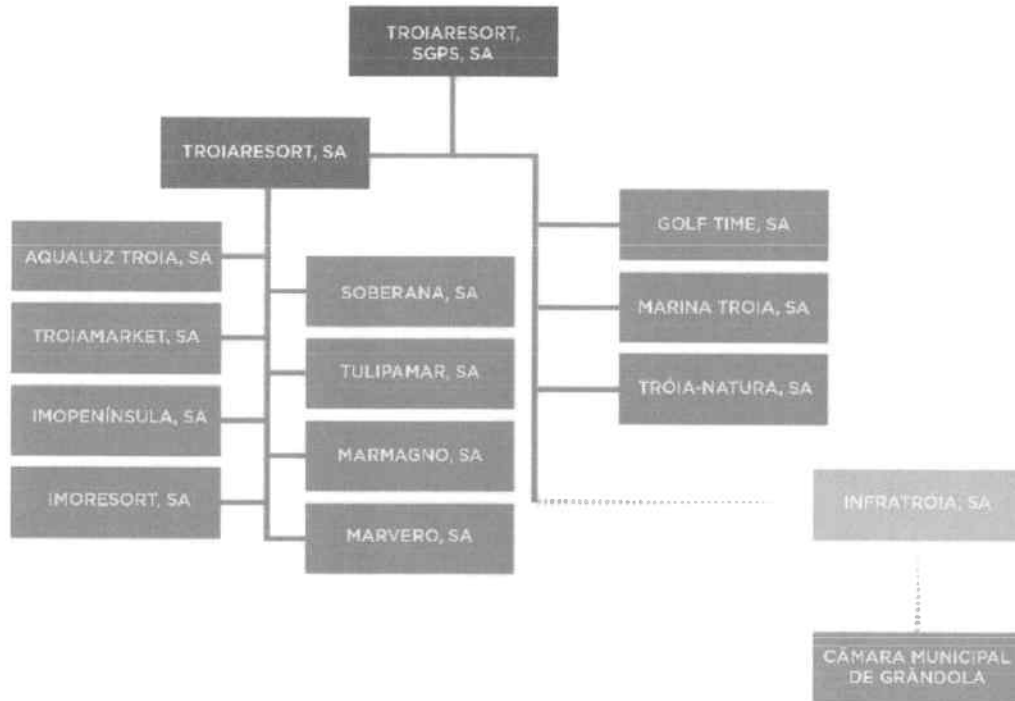 TROIARESORT,
SGPS, SA
TROIARESORT, SA
AQUALUZ TROIA, SA
TROIAMARKET, SA
IMOPENÍNSULA, SA
IMORESORT, SA
SOBERANA, SA
TULIPAMAR, SA
MARMAGNO, SA
MARVERO, SA
GOLF TIME, SA
MARINA TROIA, SA
TRÓIA-NATURA, SA
INFRATRÓIA, SA
CÂMARA MUNICIPAL
DE GRÂNDOLA